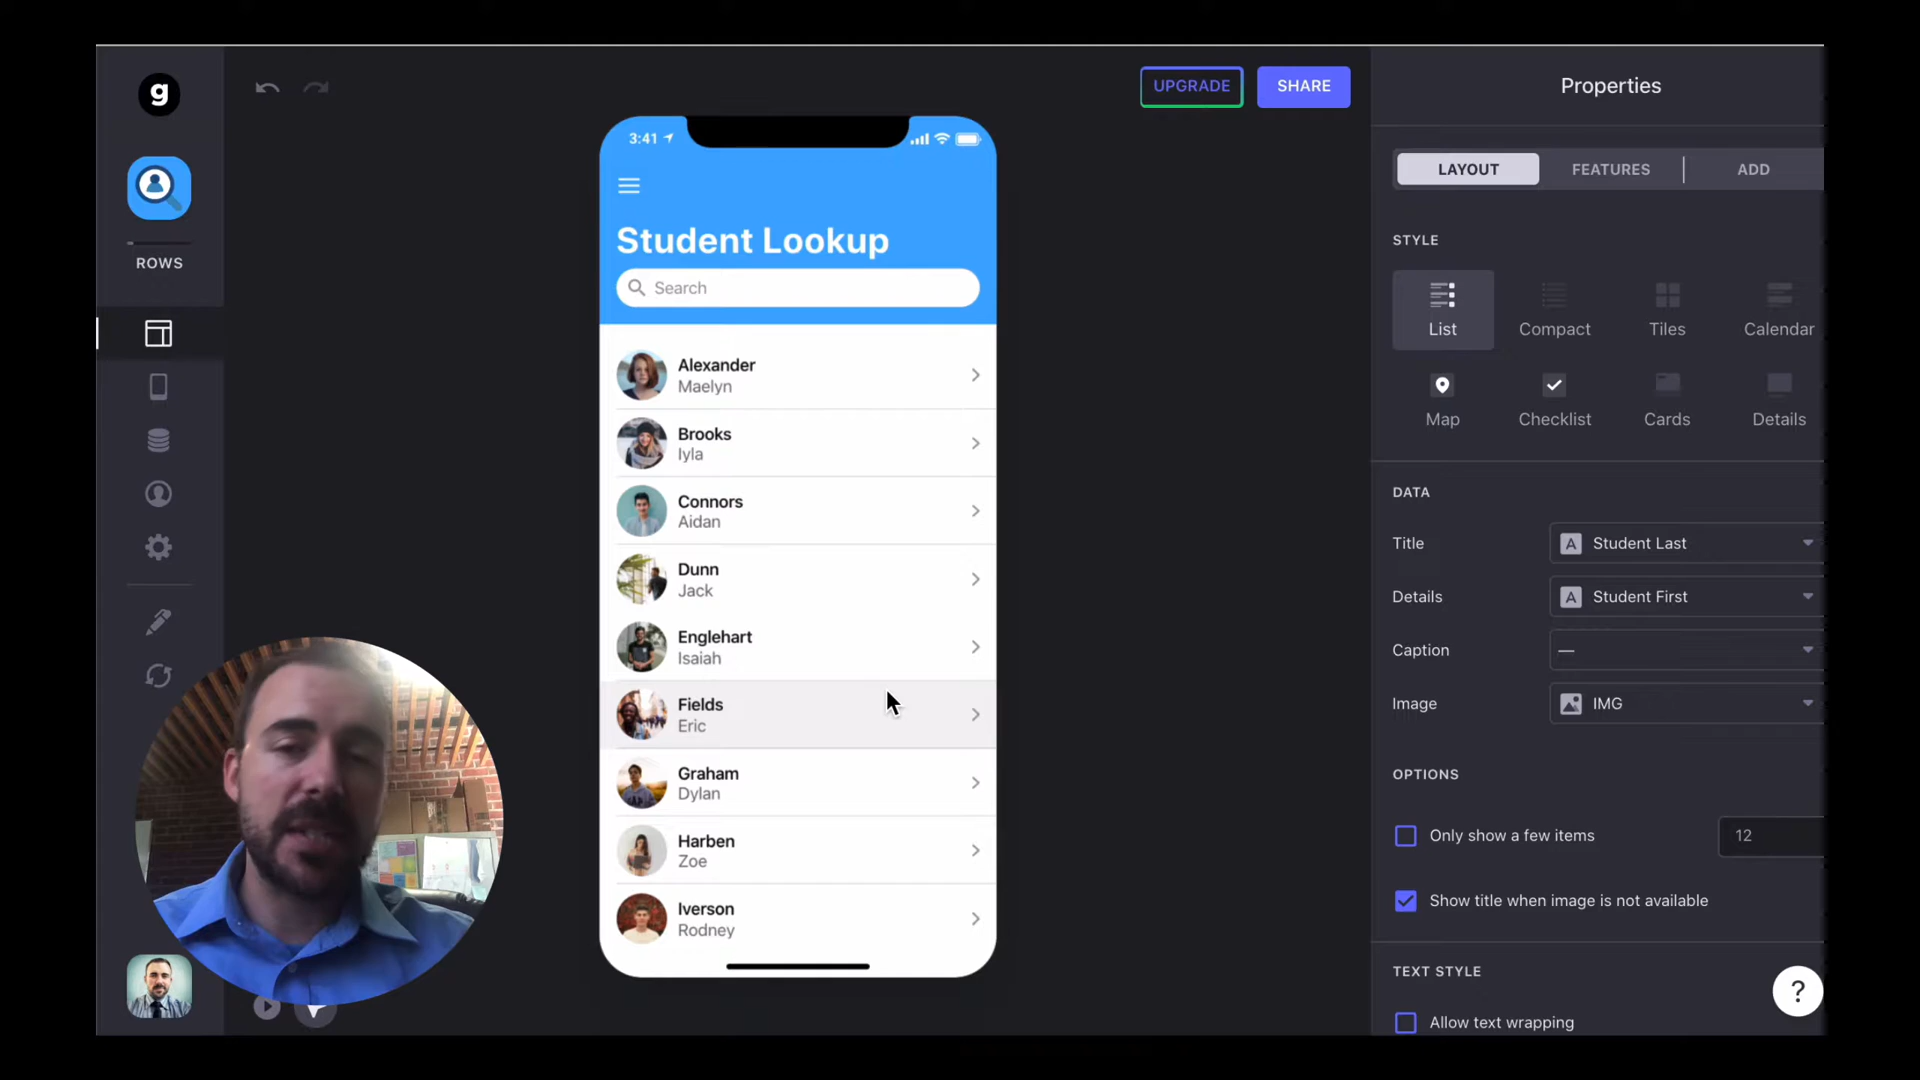 g
UPGRADE
SHARE
Properties
3:41
LAYOUT
FEATURES
ADD
ROWS
Student Lookup
Search
STYLE
List
Compact
Tiles
Calendar
Map
Checklist
Cards
Details
Alexander
Maelyn
Brooks
Iyla
Connors
Aidan
Dunn
Jack
Englehart
Isaiah
Fields
Eric
Graham
Dylan
Harben
Zoe
Iverson
Rodney
DATA
Title
A Student Last
Details
A Student First
Caption
—
Image
IMG
OPTIONS
Only show a few items
12
Show title when image is not available
TEXT STYLE
Allow text wrapping
?